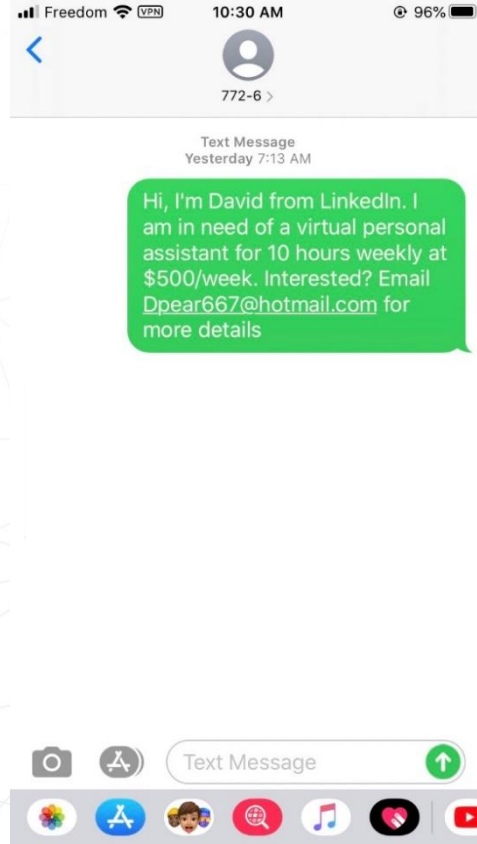 Freedom VPN 10:30 AM 96%
772-6 >
Text Message
Yesterday 7:13 AM
Hi, I'm David from LinkedIn. I
am in need of a virtual personal
assistant for 10 hours weekly at
$500/week. Interested? Email
Dpear667@hotmail.com for
more details
Text Message